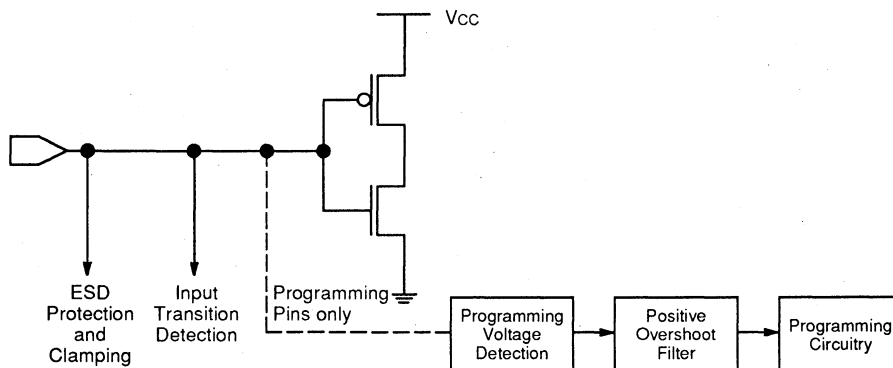 VCC
ESD
Protection
and
Clamping
Input
Transition
Detection
Programming
Pins only
Programming
Voltage
Detection
Positive
Overshoot
Filter
Programming
Circuitry